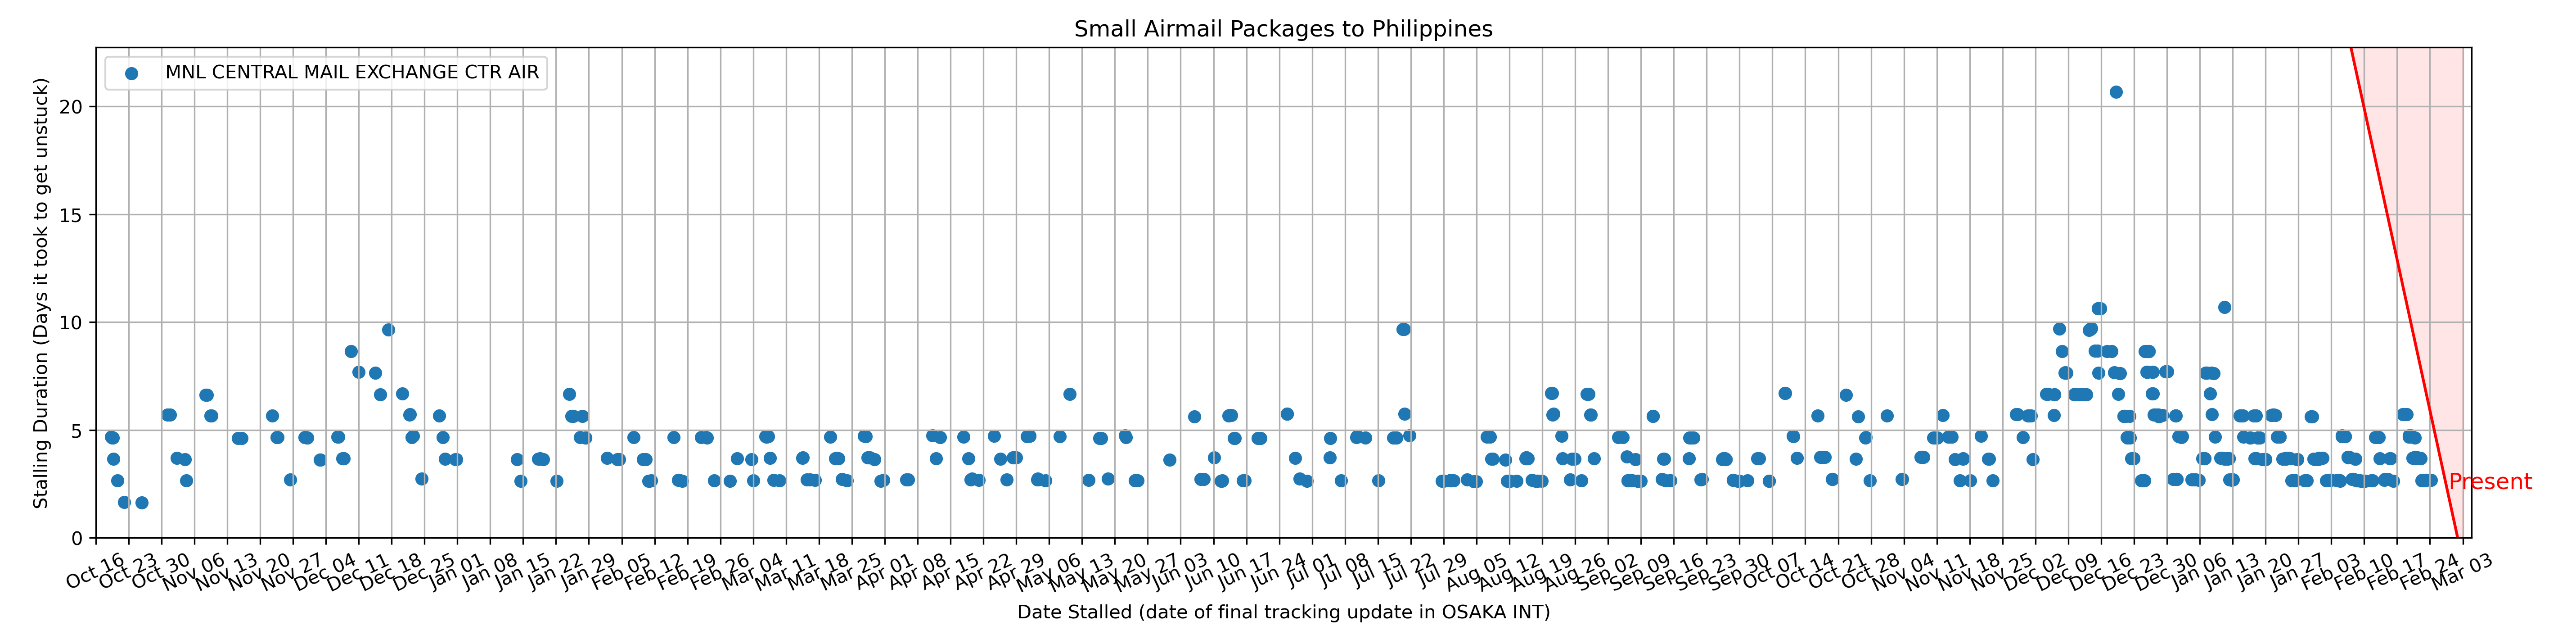 Small Airmail Packages to Philippines
MNL CENTRAL MAIL EXCHANGE CTR AIR
Stalling Duration (Days it took to get unstuck)
20
15
10
5
0
Present
Oct 16
Oct 23
Oct 30
Nov 06
Nov 13
Nov 20
Nov 27
Dec 04
Dec 11
Dec 18
Dec 25
Jan 01
Jan 08
Jan 15
Jan 22
Jan 29
Feb 05
Feb 12
Feb 19
Feb 26
Mar 04
Mar 11
Mar 18
Mar 25
Apr 01
Apr 08
Apr 15
Apr 22
Apr 29
May 06
May 13
May 20
May 27
Jun 03
Jun 10
Jun 17
Jun 24
Jul 01
Jul 08
Jul 15
Jul 22
Jul 29
Aug 05
Aug 12
Aug 19
Aug 26
Sep 02
Sep 09
Sep 16
Sep 23
Sep 30
Oct 07
Oct 14
Oct 21
Oct 28
Nov 04
Nov 11
Nov 18
Nov 25
Dec 02
Dec 09
Dec 16
Dec 23
Dec 30
Jan 06
Jan 13
Jan 20
Jan 27
Feb 03
Feb 10
Feb 17
Feb 24
Mar 03
Date Stalled (date of final tracking update in OSAKA INT)